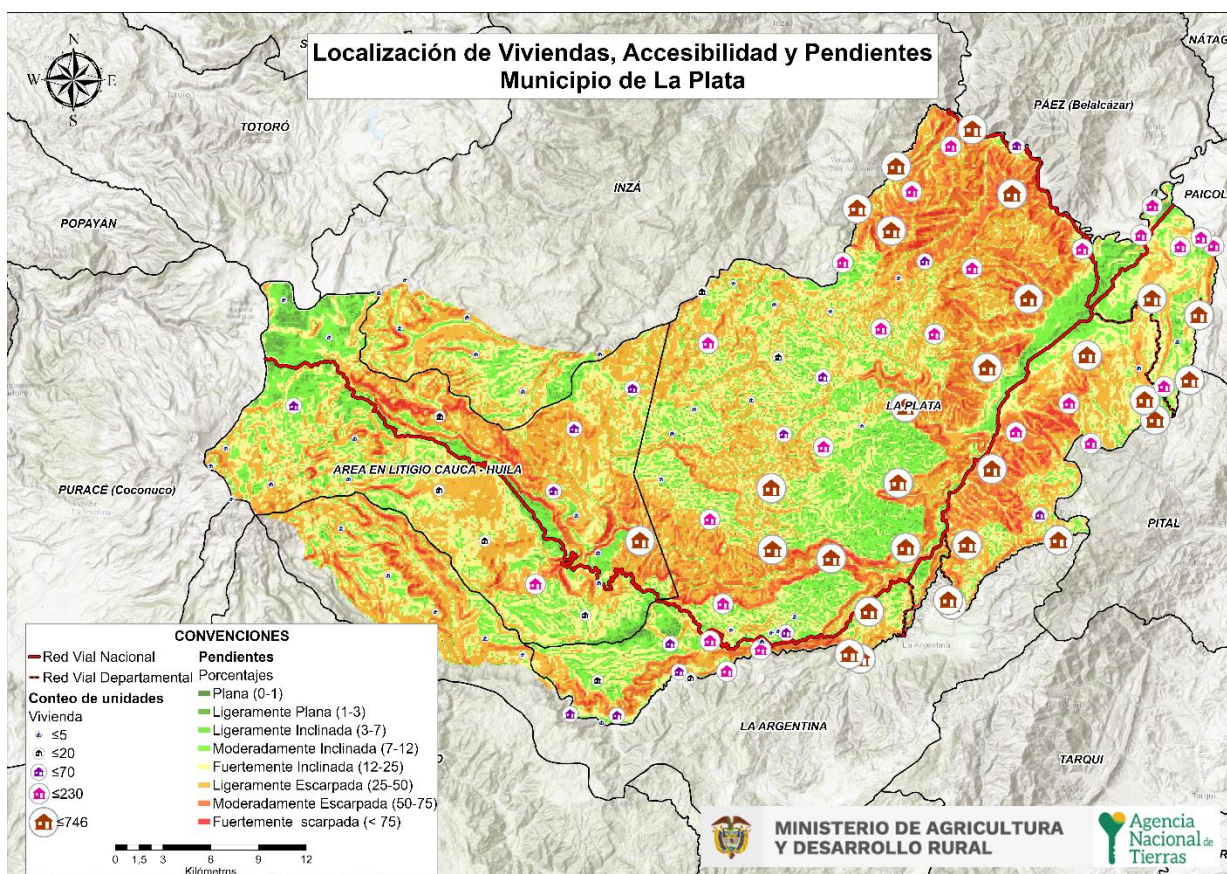 Localización de Viviendas, Accesibilidad y Pendientes
Municipio de La Plata
N
W E
S
TOTORÓ
INZÁ
PÁEZ (Belalcázar)
NÁTAG
PAICOL
POPAYÁN
LA PLATA
AREA EN LITIGIO CAUCA - HUILA
PURACÉ (Coconuco)
PITAL
La Argentina
LA ARGENTINA
TARQUI
CONVENCIONES
Red Vial Nacional
Red Vial Departamental
Conteo de unidades
Vivienda
≤5
≤20
≤70
≤230
≤746
Pendientes
Porcentajes
Plana (0-1)
Ligeramente Plana (1-3)
Ligeramente Inclinada (3-7)
Moderadamente Inclinada (7-12)
Fuertemente Inclinada (12-25)
Ligeramente Escarpada (25-50)
Moderadamente Escarpada (50-75)
Fuertemente scarpada (< 75)
0 1,5 3 6 9 12
Kilómetros
MINISTERIO DE AGRICULTURA
Y DESARROLLO RURAL
Agencia
Nacional de
Tierras